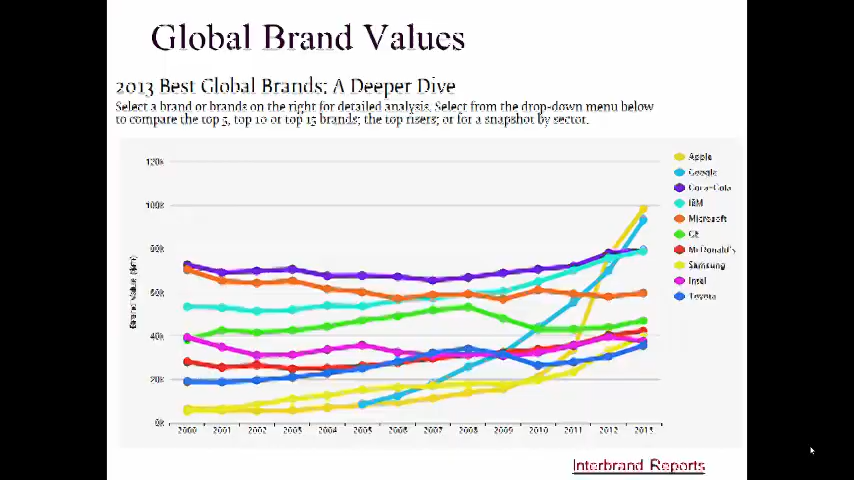 Global Brand Values
2013 Best Global Brands: A Deeper Dive
Select a brand or brands on the right for detailed analysis. Select from the drop-down menu below
to compare the top 5, top 10 or top 15 brands; the top risers; or for a snapshot by sector.
120k
100k
80k
60k
40k
20k
0k
Brand Value ($m)
2000 2001 2002 2003 2004 2005 2006 2007 2008 2009 2010 2011 2012 2013
Apple
Google
Coca-Cola
IBM
Microsoft
GE
McDonald's
Samsung
Intel
Toyota
Interbrand Reports